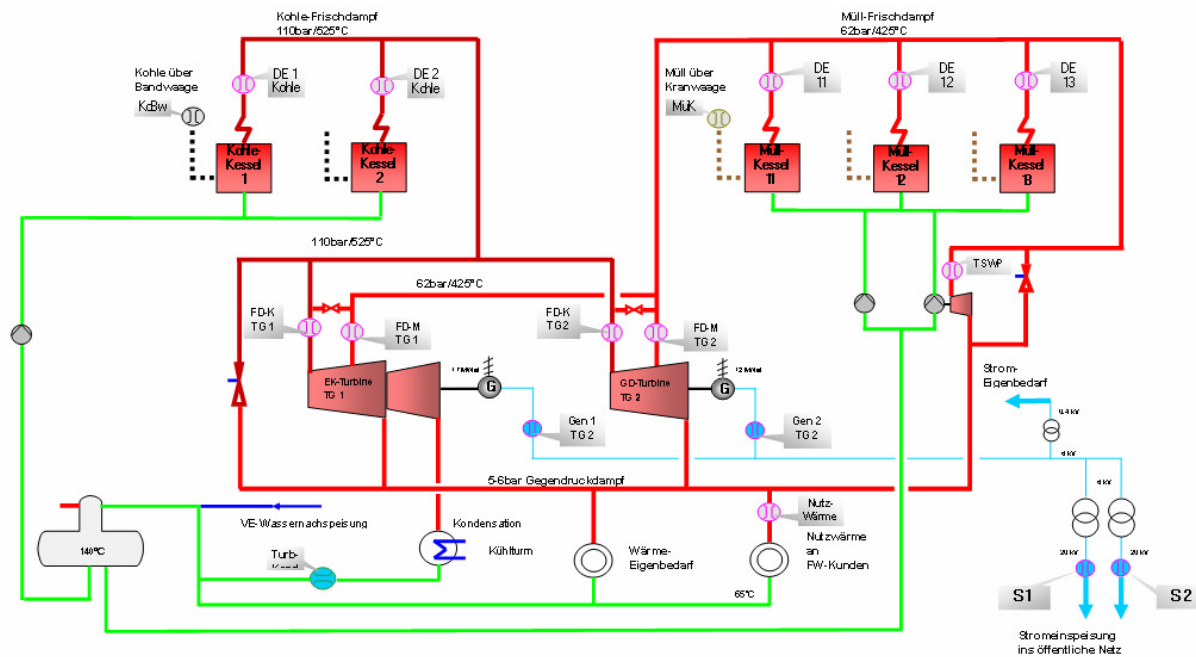 Kohle-Frischdampf
110bar/525°C
Müll-Frischdampf
62bar/425°C
Kohle über
Bandwaage
KoBw
DE 1
Kohle
DE 2
Kohle
Müll über
Kranwaage
MüK
DE
11
DE
12
DE
13
Kohle-
Kessel
1
Kohle-
Kessel
2
Müll-
Kessel
11
Müll-
Kessel
12
Müll-
Kessel
13
110bar/525°C
62bar/425°C
TSWP
FD-K
TG 1
FD-M
TG 1
FD-K
TG2
FD-M
TG 2
EK-Turbine
TG 1
G
GD-Turbine
TG 2
G
Strom-
Eigenbedarf
Gen 1
TG 2
Gen 2
TG 2
5-6bar Gegendruckdampf
VE-Wassernachspeisung
Kondensation
Kühlturm
Nutz-
Wärme
140°C
Turb-
Wärme-
Eigenbedarf
Nutzwärme
an
FW-Kunden
65°C
S1
S2
Stromeinspeisung
ins öffentliche Netz